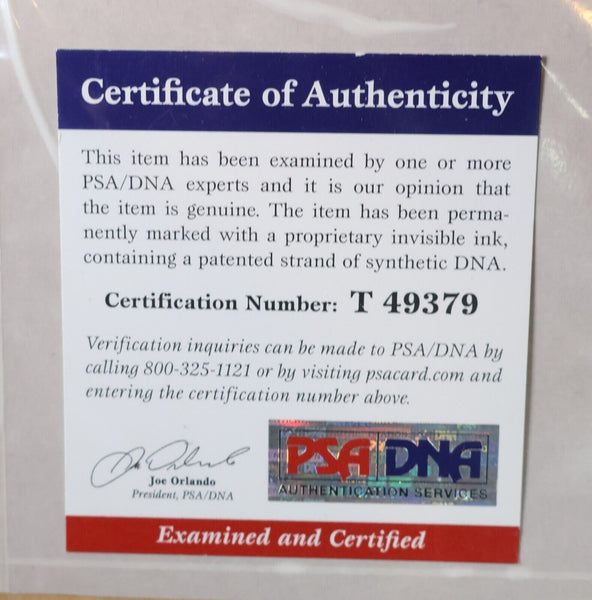 Certificate of Authenticity
This item has been examined by one or more
PSA/DNA experts and it is our opinion that
the item is genuine. The item has been perma-
nently marked with a proprietary invisible ink,
containing a patented strand of synthetic DNA.
Certification Number: T 49379
Verification inquiries can be made to PSA/DNA by
calling 800-325-1121 or by visiting psacard.com and
entering the certification number above.
Joe Orlando
President, PSA/DNA
PSA DNA
AUTHENTICATION SERVICES
Examined and Certified